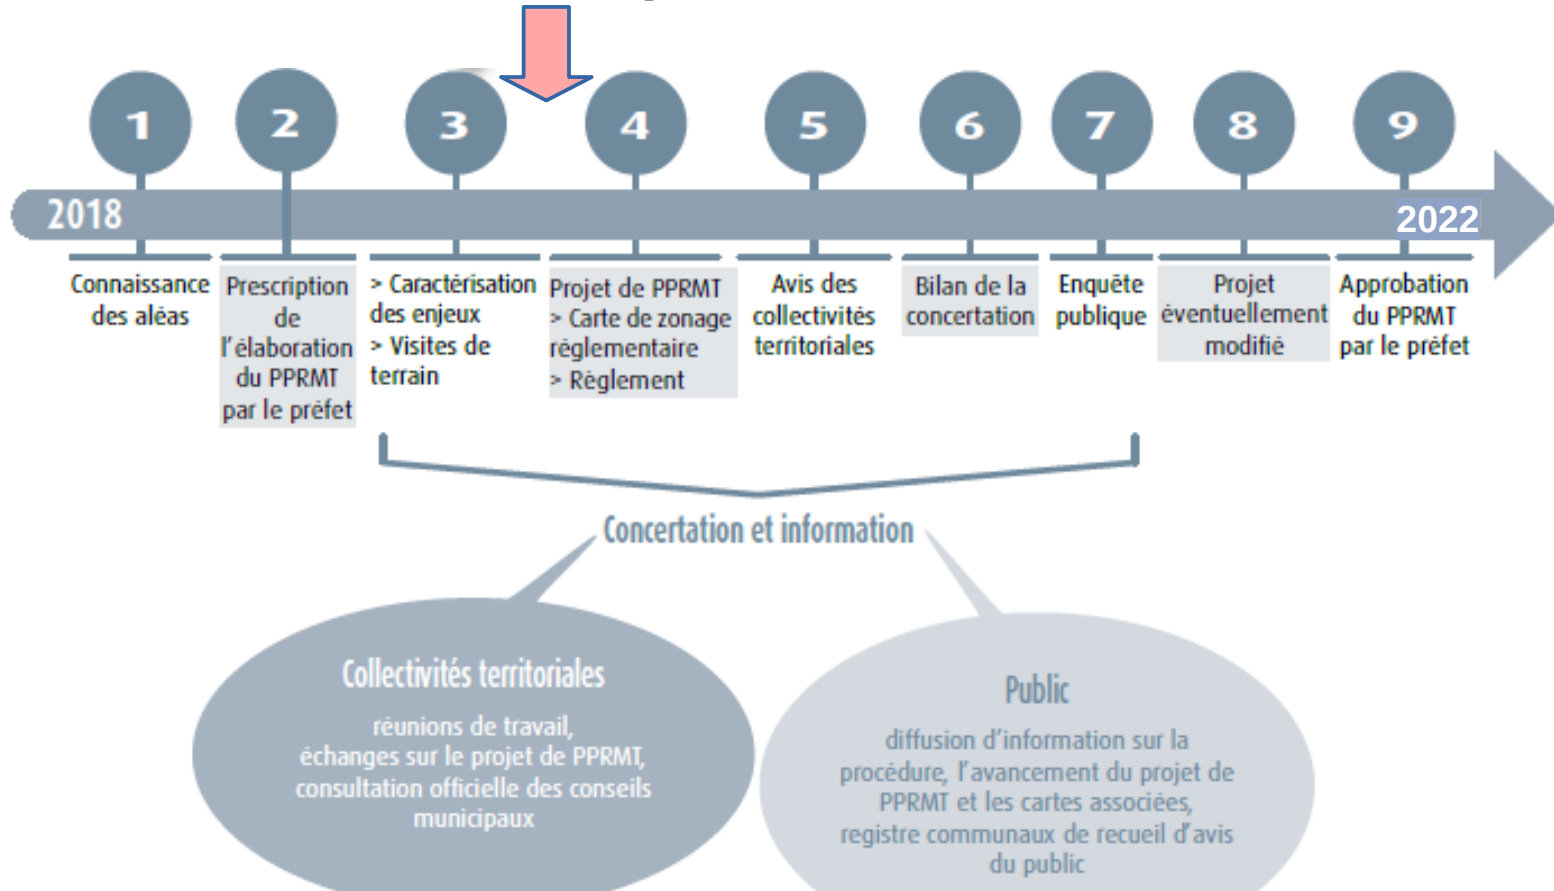 1 2 3 4 5 6 7 8 9
2018
2022
Connaissance
des aléas
Prescription
de
l'élaboration
du PPRMT
par le préfet
> Caractérisation
des enjeux
> Visites de
terrain
Projet de PPRMT
> Carte de zonage
réglementaire
> Règlement
Avis des
collectivités
territoriales
Bilan de la
concertation
Enquête
publique
Projet
éventuellement
modifié
Approbation
du PPRMT
par le préfet
Concertation et information
Collectivités territoriales
réunions de travail,
échanges sur le projet de PPRMT,
consultation officielle des conseils
municipaux
Public
diffusion d'information sur la
procédure, l'avancement du projet de
PPRMT et les cartes associées,
registre communaux de recueil d'avis
du public